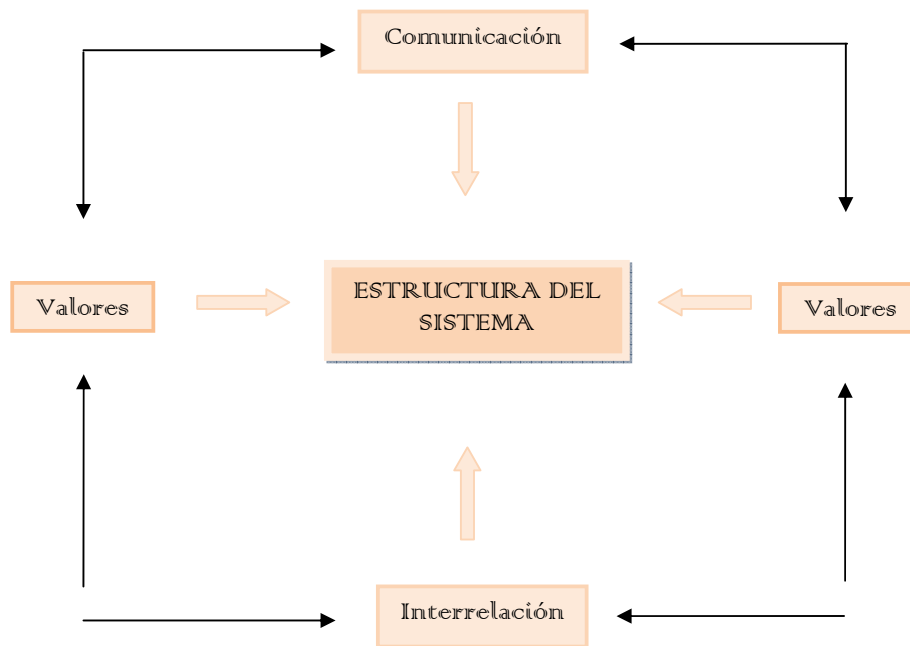 Comunicación
Valores
ESTRUCTURA DEL
SISTEMA
Valores
Interrelación